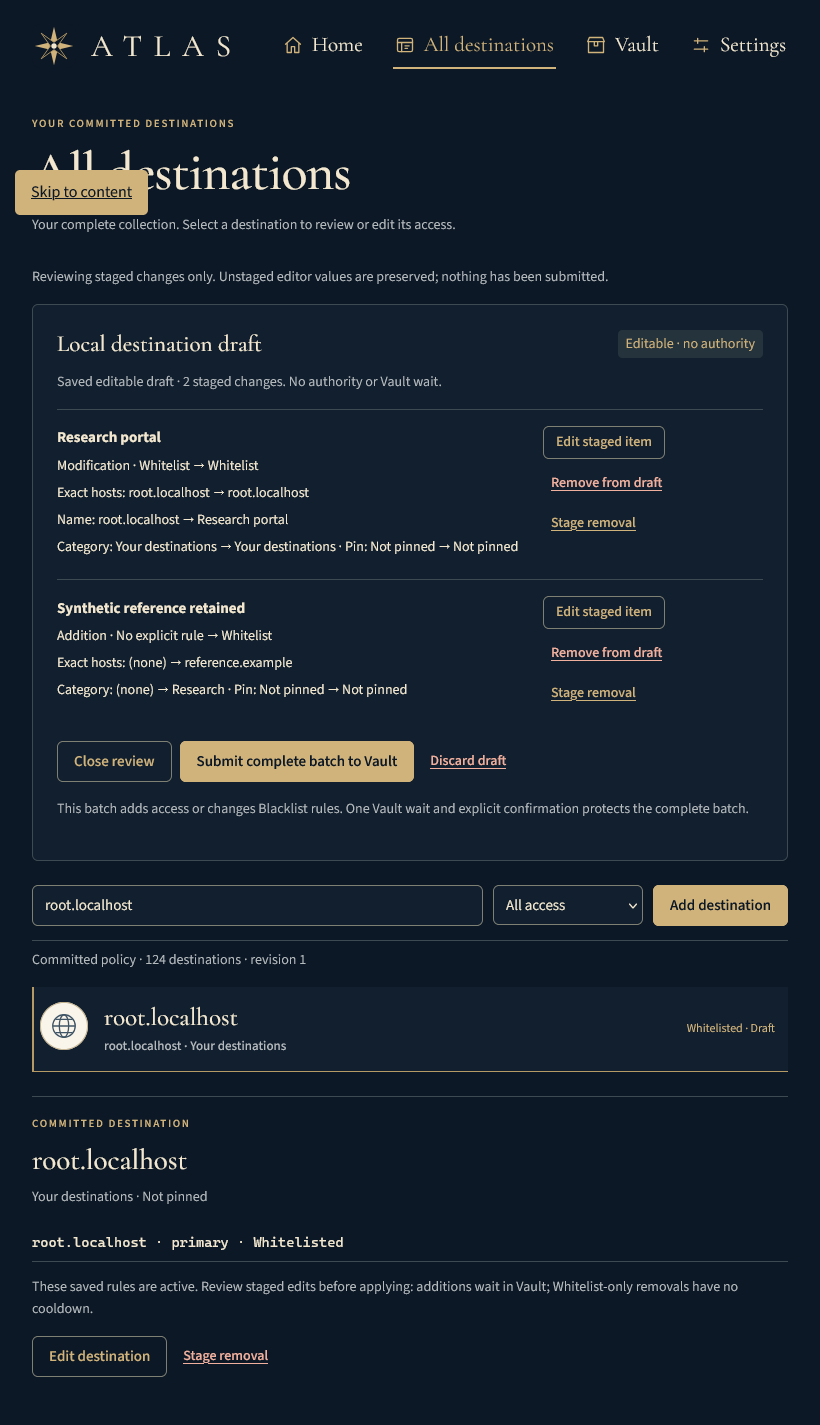 ATLAS
Home
All destinations
Vault
Settings
YOUR COMMITTED DESTINATIONS
All destinations
Skip to content
Your complete collection. Select a destination to review or edit its access.
Reviewing staged changes only. Unstaged editor values are preserved; nothing has been submitted.
Local destination draft
Editable · no authority
Saved editable draft · 2 staged changes. No authority or Vault wait.
Research portal
Edit staged item
Modification · Whitelist → Whitelist
Remove from draft
Exact hosts: root.localhost → root.localhost
Name: root.localhost → Research portal
Stage removal
Category: Your destinations → Your destinations · Pin: Not pinned → Not pinned
Synthetic reference retained
Edit staged item
Addition · No explicit rule → Whitelist
Remove from draft
Exact hosts: (none) → reference.example
Category: (none) → Research · Pin: Not pinned → Not pinned
Stage removal
Close review
Submit complete batch to Vault
Discard draft
This batch adds access or changes Blacklist rules. One Vault wait and explicit confirmation protects the complete batch.
root.localhost
All access
Add destination
Committed policy · 124 destinations · revision 1
root.localhost
root.localhost · Your destinations
Whitelisted · Draft
COMMITTED DESTINATION
root.localhost
Your destinations · Not pinned
root.localhost · primary · Whitelisted
These saved rules are active. Review staged edits before applying: additions wait in Vault; Whitelist-only removals have no
cooldown.
Edit destination
Stage removal